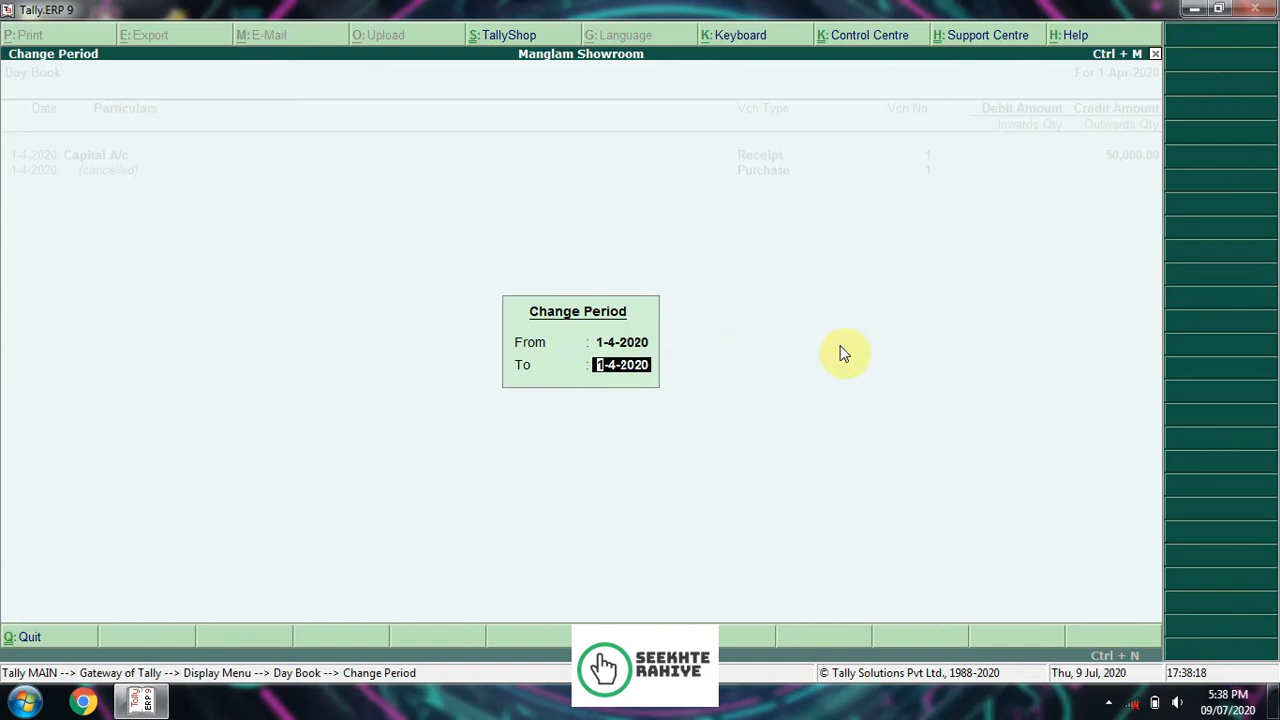 Tally.ERP 9
P: Print E: Export M: E-Mail O: Upload S: TallyShop G: Language K: Keyboard K: Control Centre H: Support Centre H: Help
Change Period Manglam Showroom Ctrl + M
Day Book For 1-Apr-2020
Date Particulars Vch Type Vch No Debit Amount Credit Amount
Inwards Qty Outwards Qty
1-4-2020 Capital A/c Receipt 1 50,000.00
1-4-2020 (cancelled) Purchase 1
Change Period
From : 1-4-2020
To : 1-4-2020
Q: Quit
Ctrl + N
SEEKHTE
RAHIYE
Tally MAIN --> Gateway of Tally --> Display Menu --> Day Book --> Change Period © Tally Solutions Pvt Ltd., 1988-2020 Thu, 9 Jul, 2020 17:38:18
Tally ERP 9
5:38 PM
09/07/2020